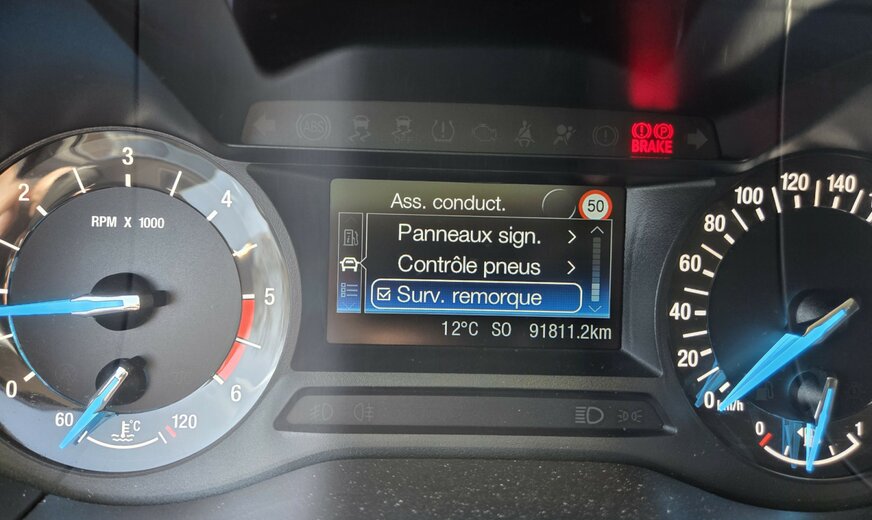 ABS
BRAKE
RPM X 1000
0
2
3
4
5
6
60
120
°C
Ass. conduct.
50
Panneaux sign.
Contrôle pneus
Surv. remorque
12°C SO 91811.2km
0
20
40
60
80
100
120
140
km/h
0
1